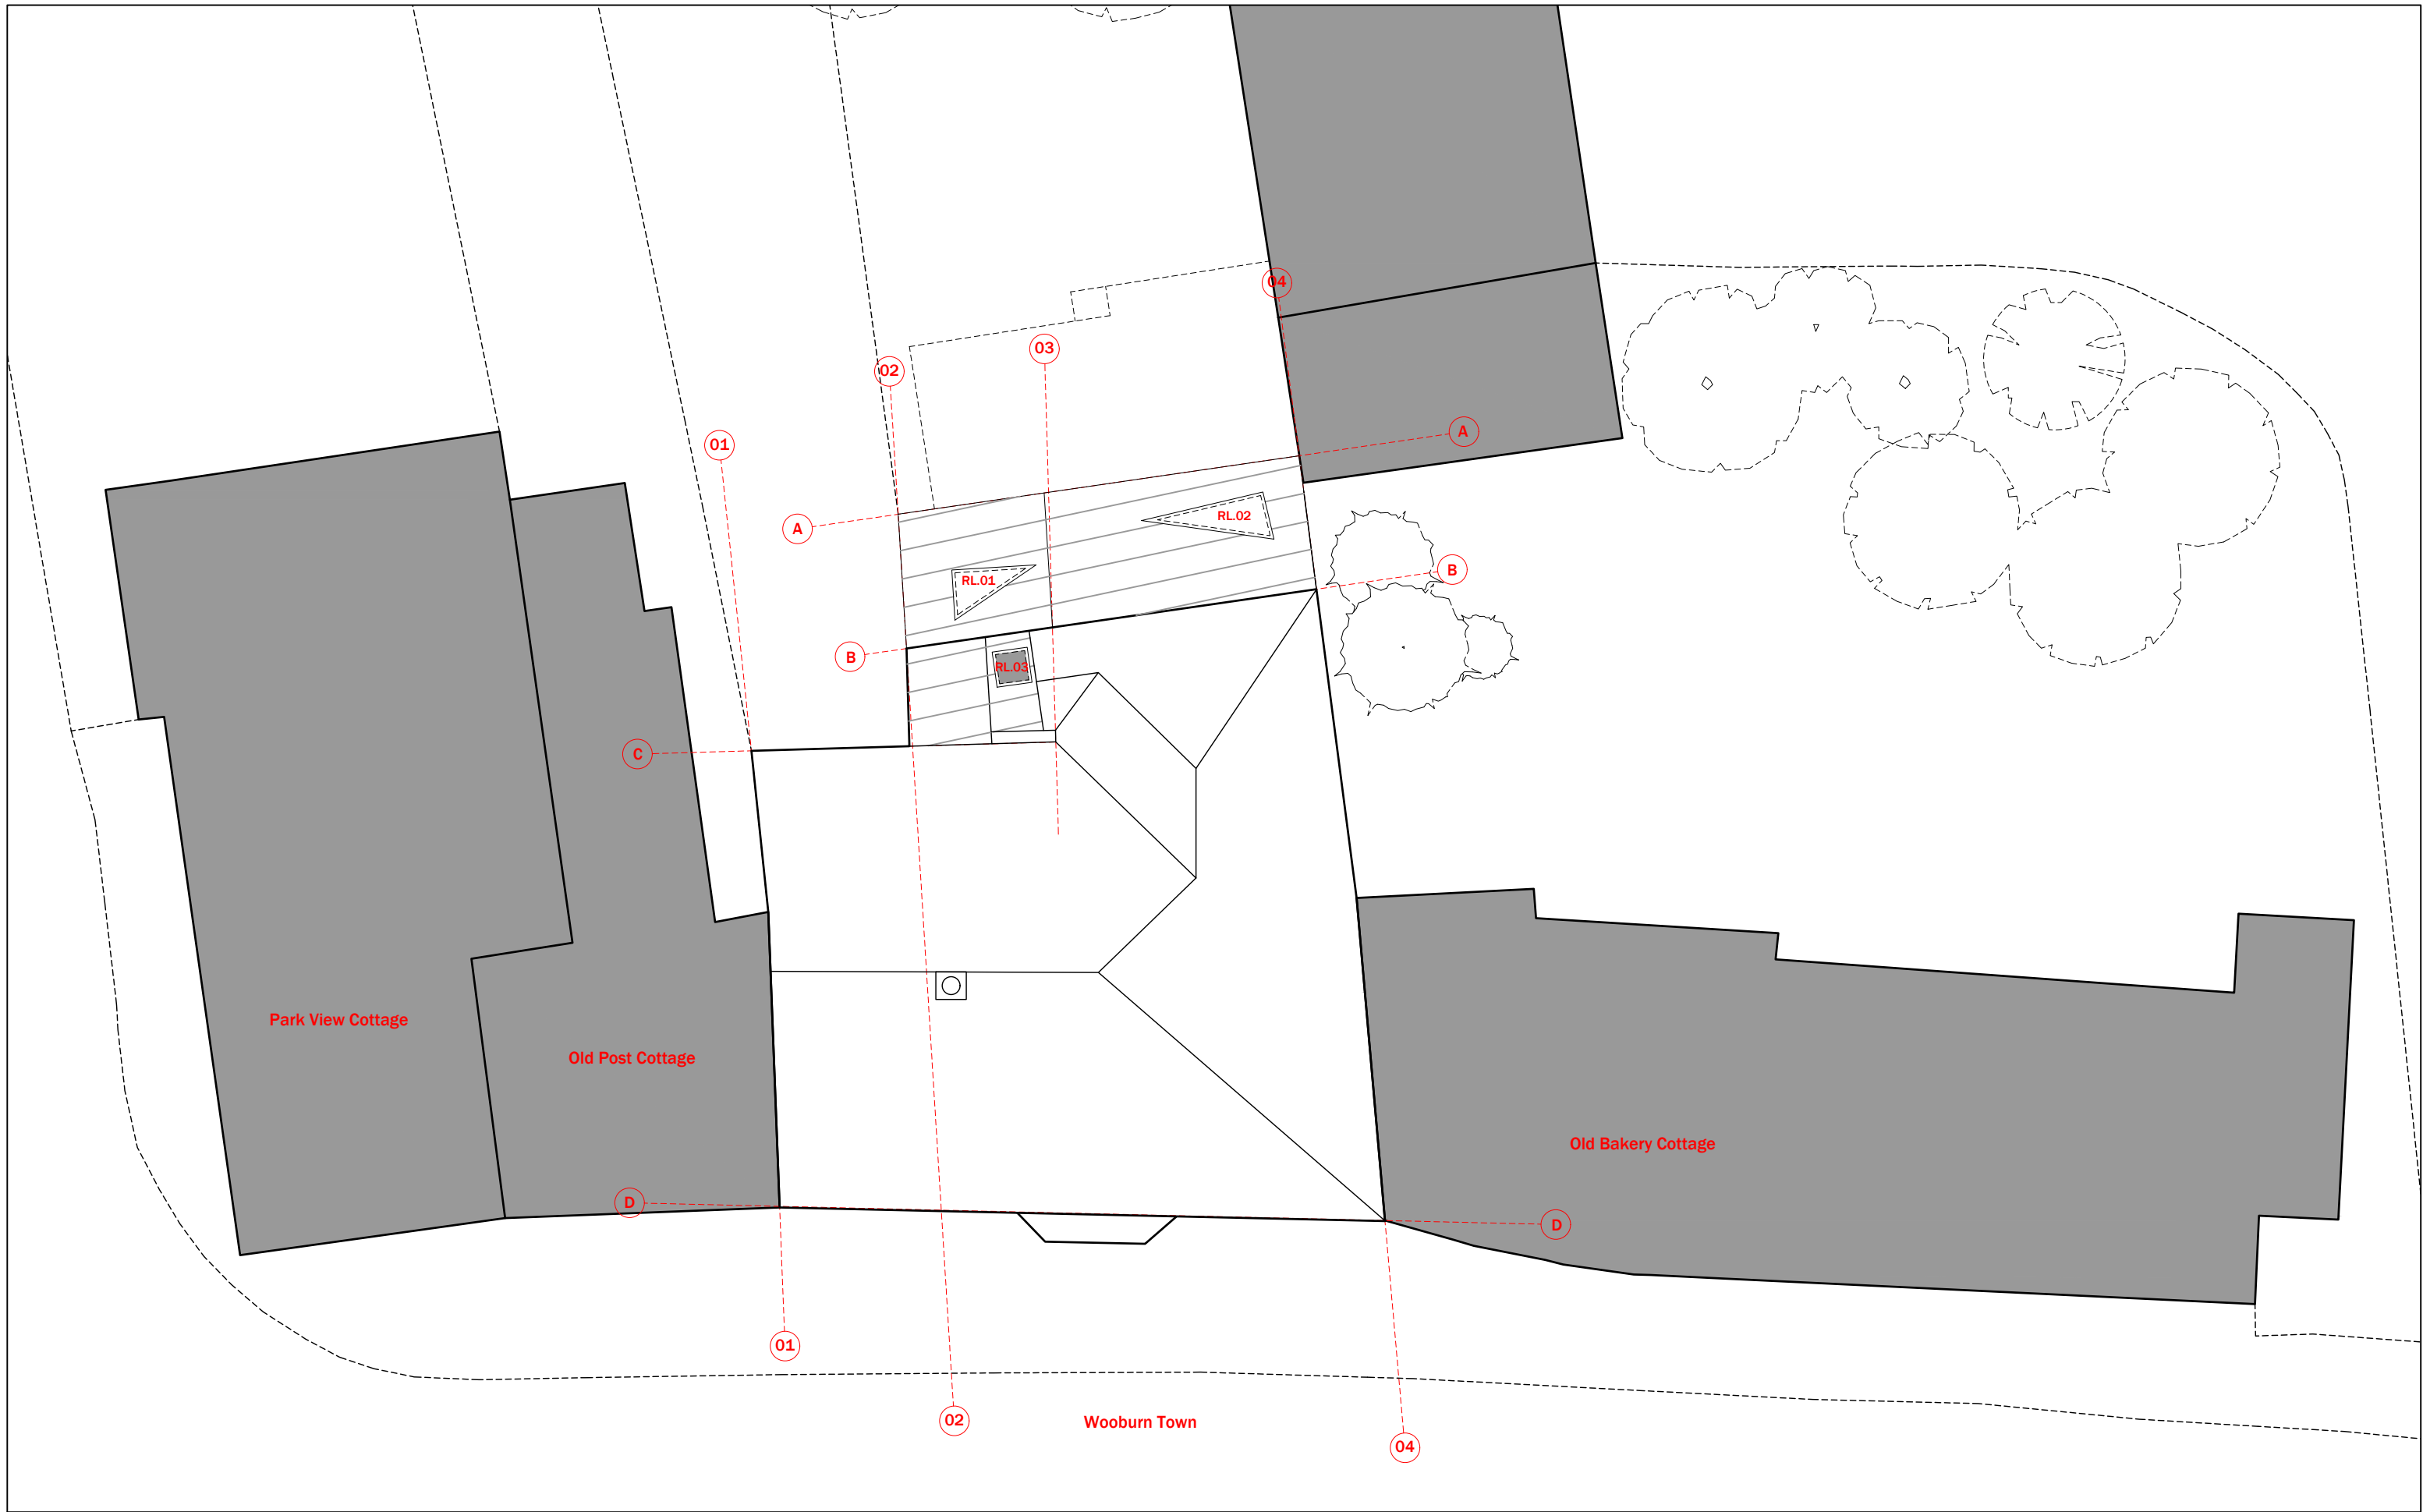 04
03
02
A
01
RL.02
A
B
RL.01
B
RL.03
C
Park View Cottage
Old Post Cottage
Old Bakery Cottage
D
D
01
02
Wooburn Town
04